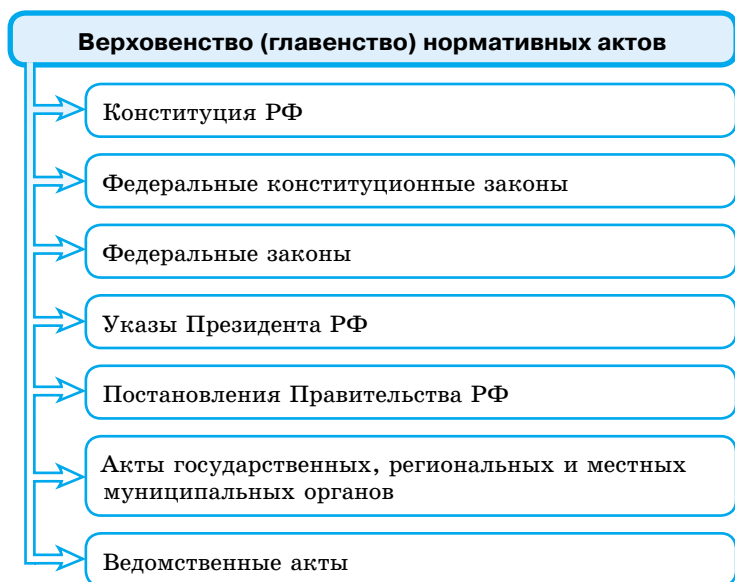 Верховенство (главенство) нормативных актов
Конституция РФ
Федеральные конституционные законы
Федеральные законы
Указы Президента РФ
Постановления Правительства РФ
Акты государственных, региональных и местных
муниципальных органов
Ведомственные акты